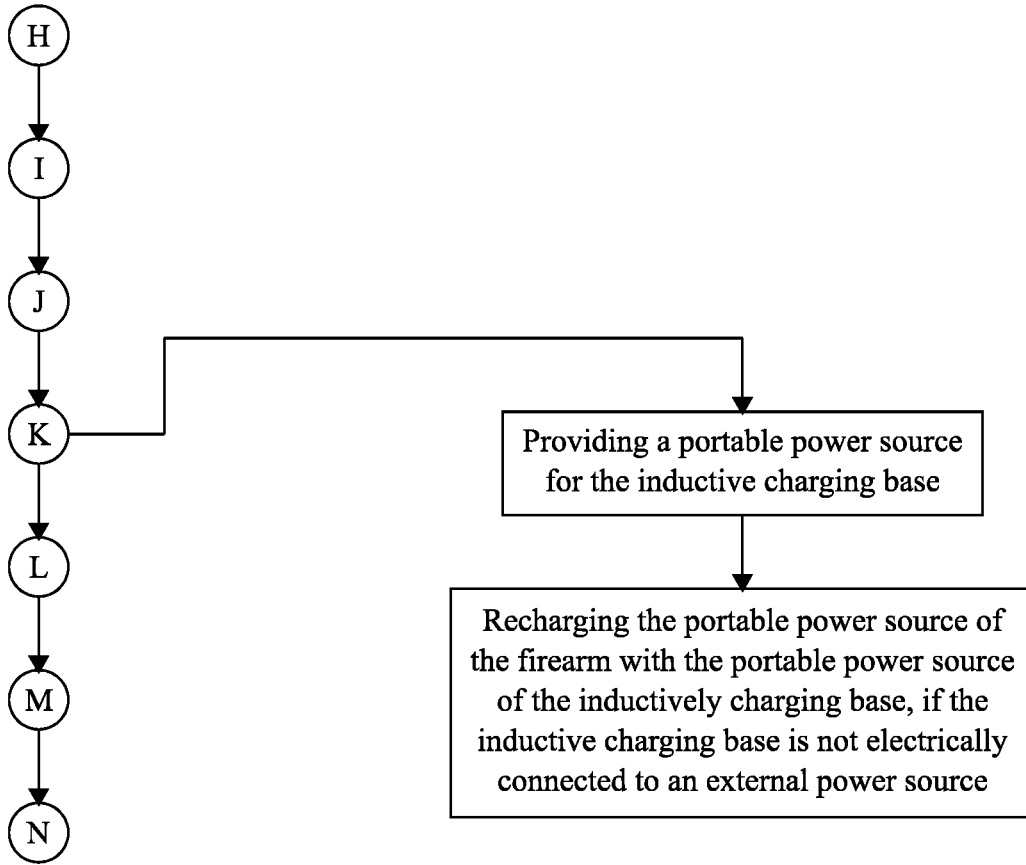 H
I
J
K
Providing a portable power source
for the inductive charging base
L
Recharging the portable power source of
the firearm with the portable power source
of the inductively charging base, if the
inductive charging base is not electrically
connected to an external power source
M
N